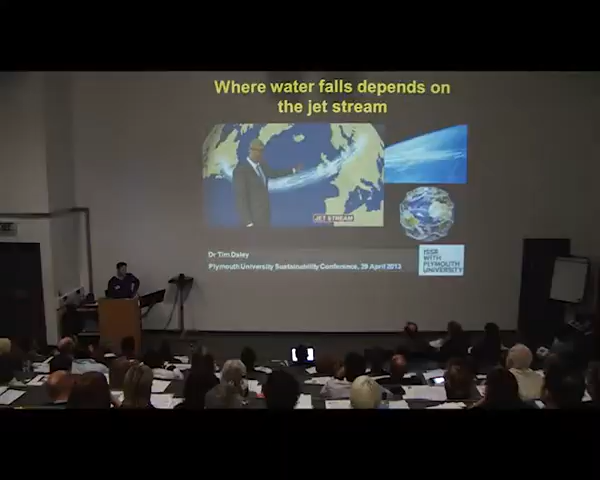 Where water falls depends on
the jet stream
JET STREAM
Dr Tim Daley
Plymouth University Sustainability Conference, 29 April 2013
ISSR
WITH
PLYMOUTH
UNIVERSITY